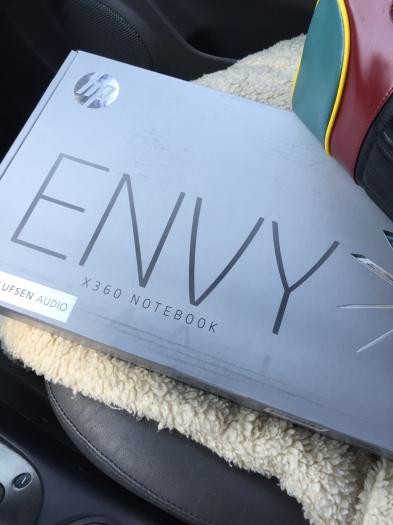 hp
ENVY
X360 NOTEBOOK
UFSEN AUDIO